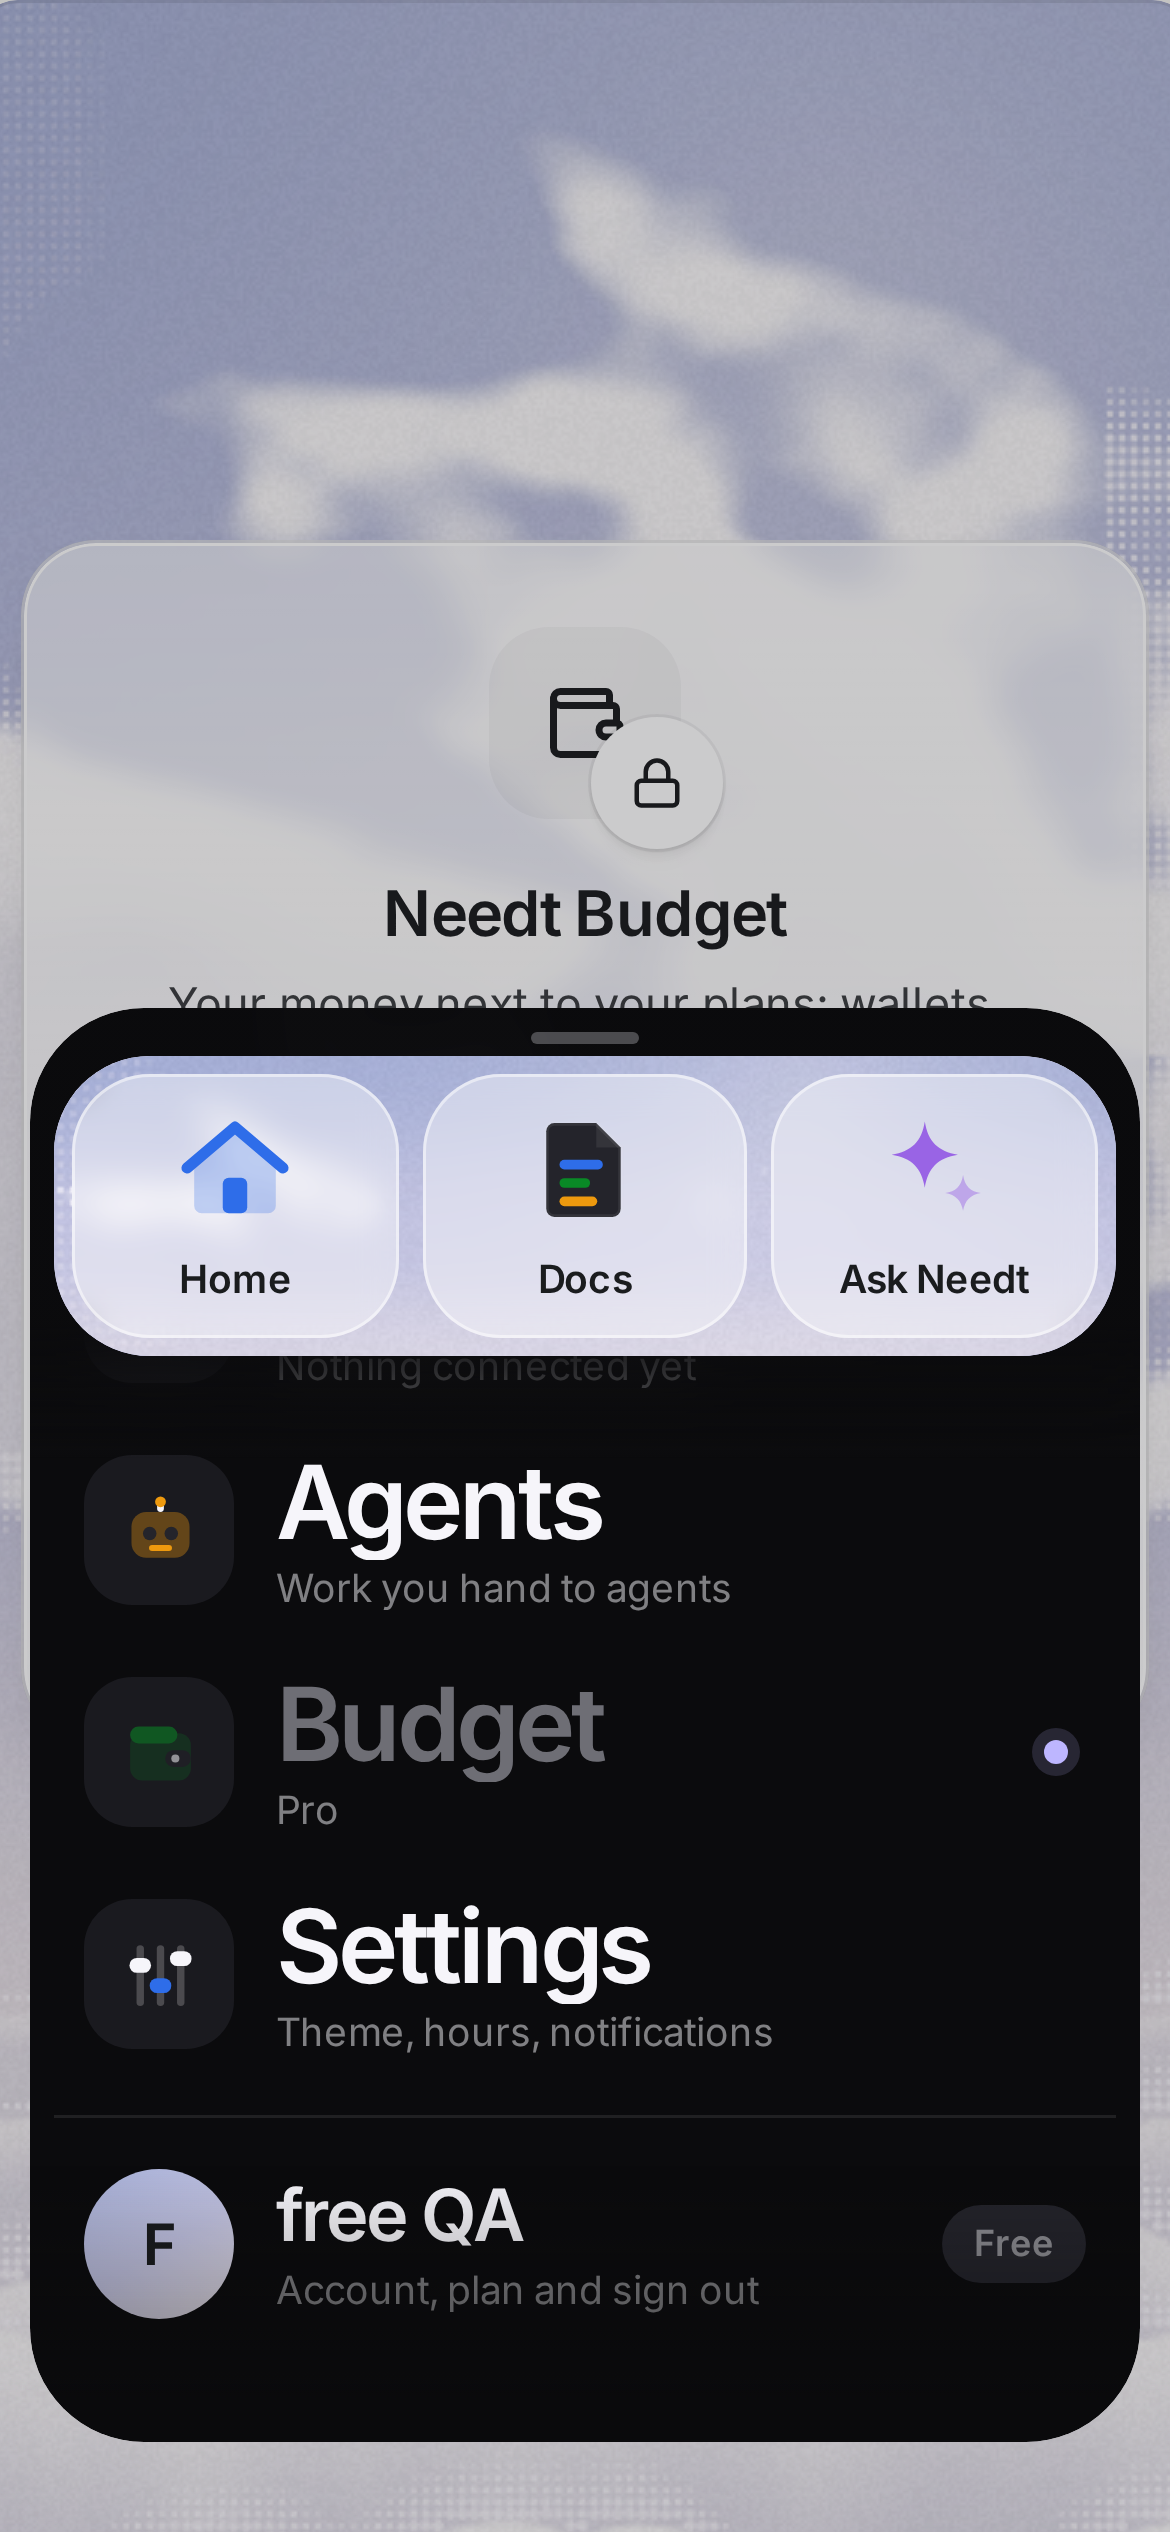 Needt Budget
Your money next to your plans: wallets,
Home
Docs
Ask Needt
Nothing connected yet
Agents
Work you hand to agents
Budget
Pro
Settings
Theme, hours, notifications
F
free QA
Free
Account, plan and sign out